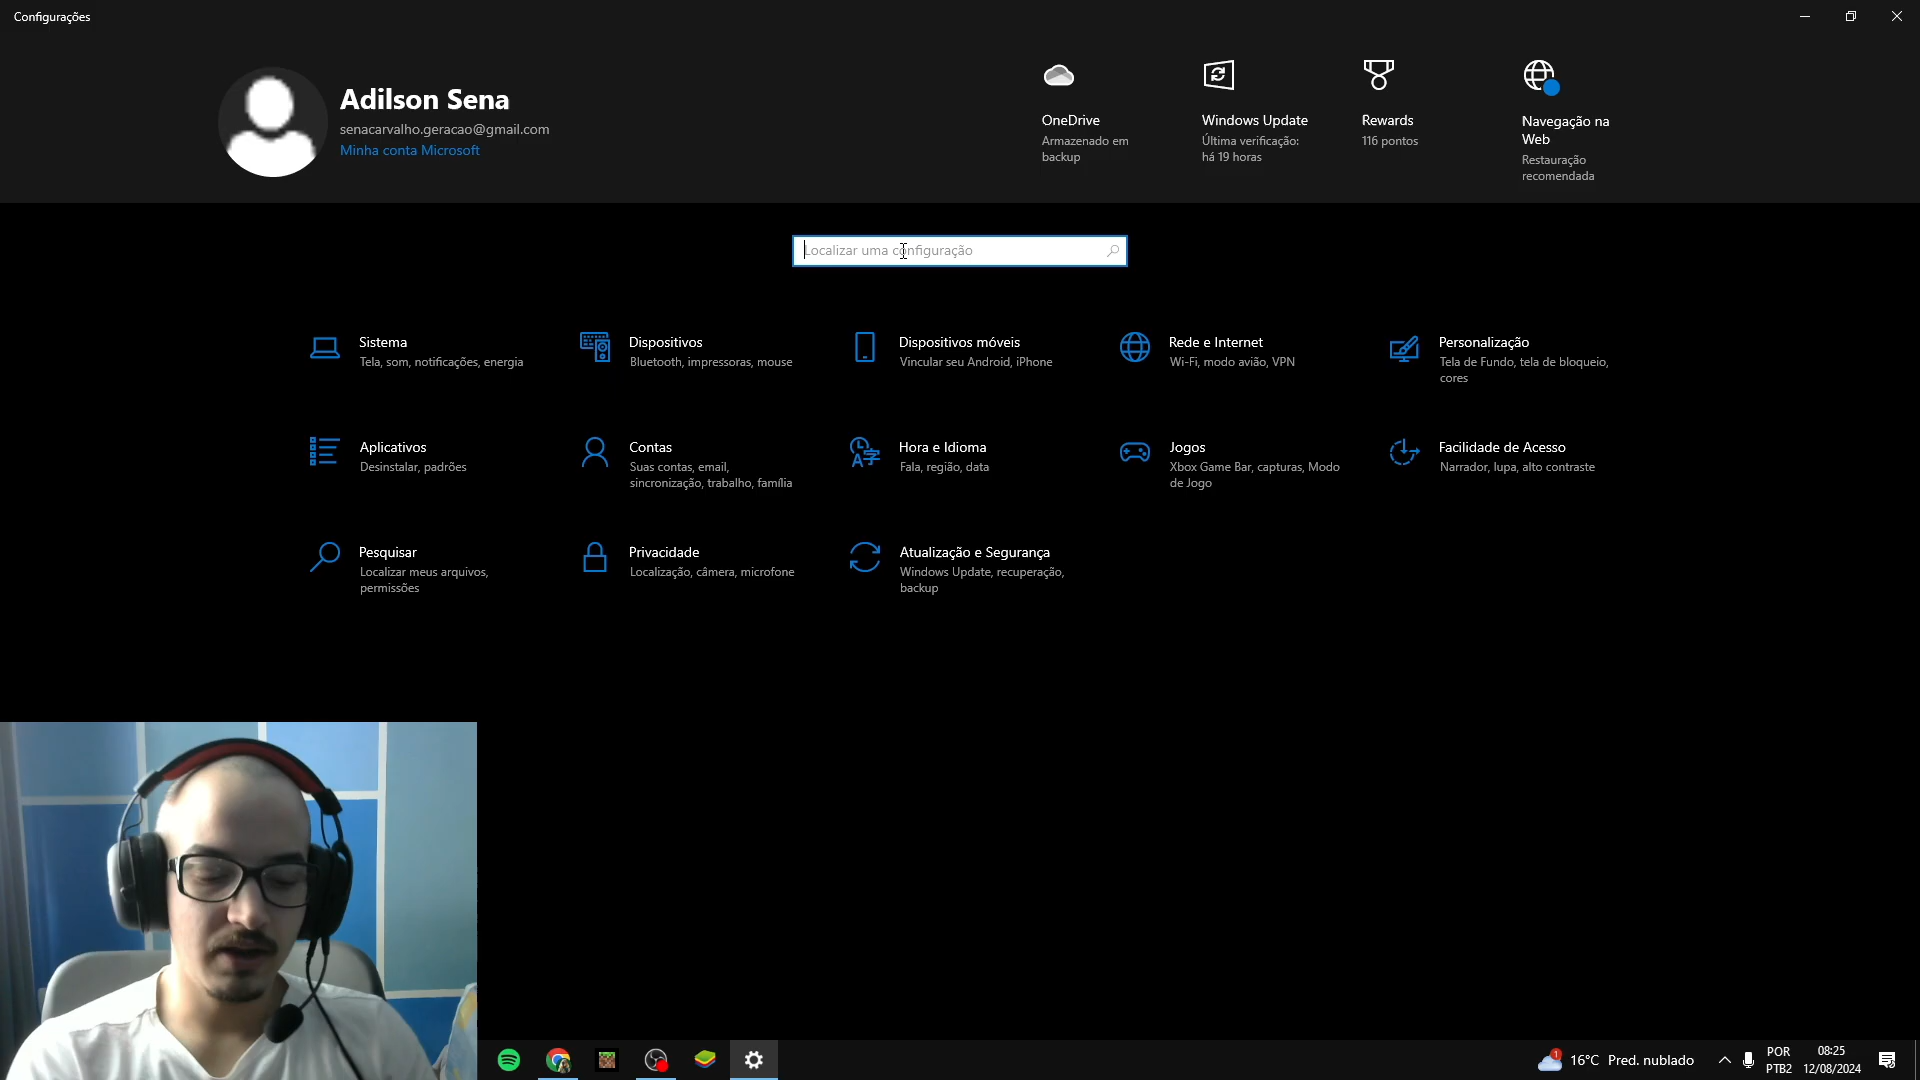 Configurações
Adilson Sena
senacarvalho.geracao@gmail.com
Minha conta Microsoft
OneDrive
Armazenado em
backup
Windows Update
Última verificação:
há 19 horas
Rewards
116 pontos
Navegação na
Web
Restauração
recomendada
Localizar uma configuração
Sistema
Tela, som, notificações, energia
Dispositivos
Bluetooth, impressoras, mouse
Dispositivos móveis
Vincular seu Android, iPhone
Rede e Internet
Wi-Fi, modo avião, VPN
Personalização
Tela de Fundo, tela de bloqueio,
cores
Aplicativos
Desinstalar, padrões
Contas
Suas contas, email,
sincronização, trabalho, família
Hora e Idioma
Fala, região, data
Jogos
Xbox Game Bar, capturas, Modo
de Jogo
Facilidade de Acesso
Narrador, lupa, alto contraste
Pesquisar
Localizar meus arquivos,
permissões
Privacidade
Localização, câmera, microfone
Atualização e Segurança
Windows Update, recuperação,
backup
1
16°C Pred. nublado
POR
PTB2
08:25
12/08/2024